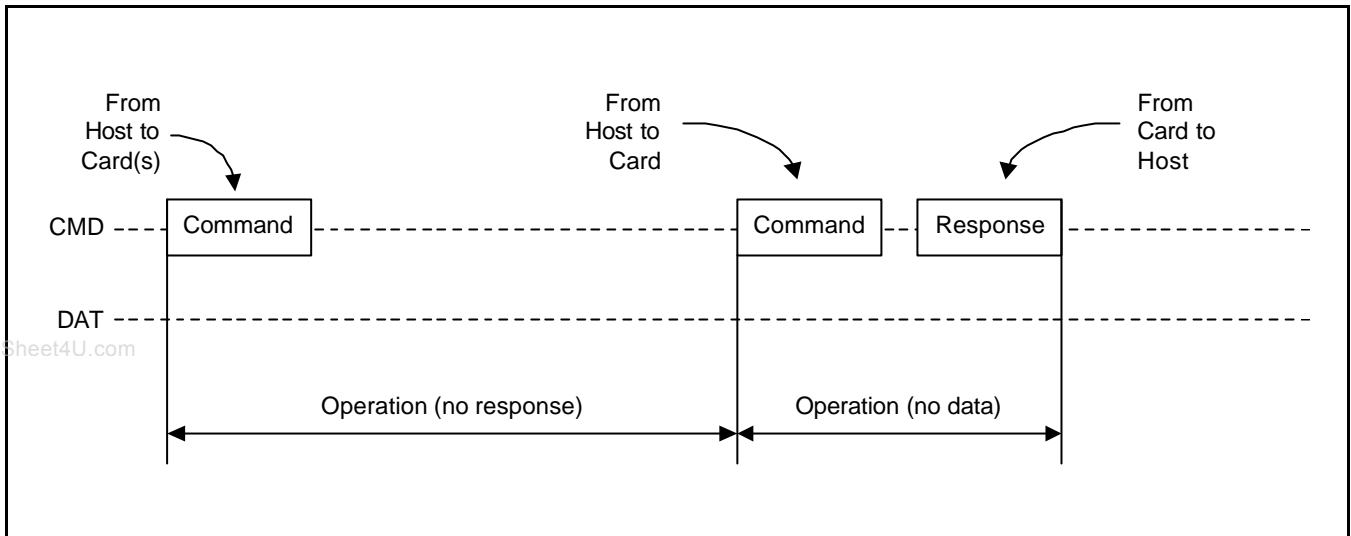 From
Host to
Card(s)
From
Host to
Card
From
Card to
Host
CMD
Command
Command
Response
DAT
Sheet4U.com
Operation (no response)
Operation (no data)